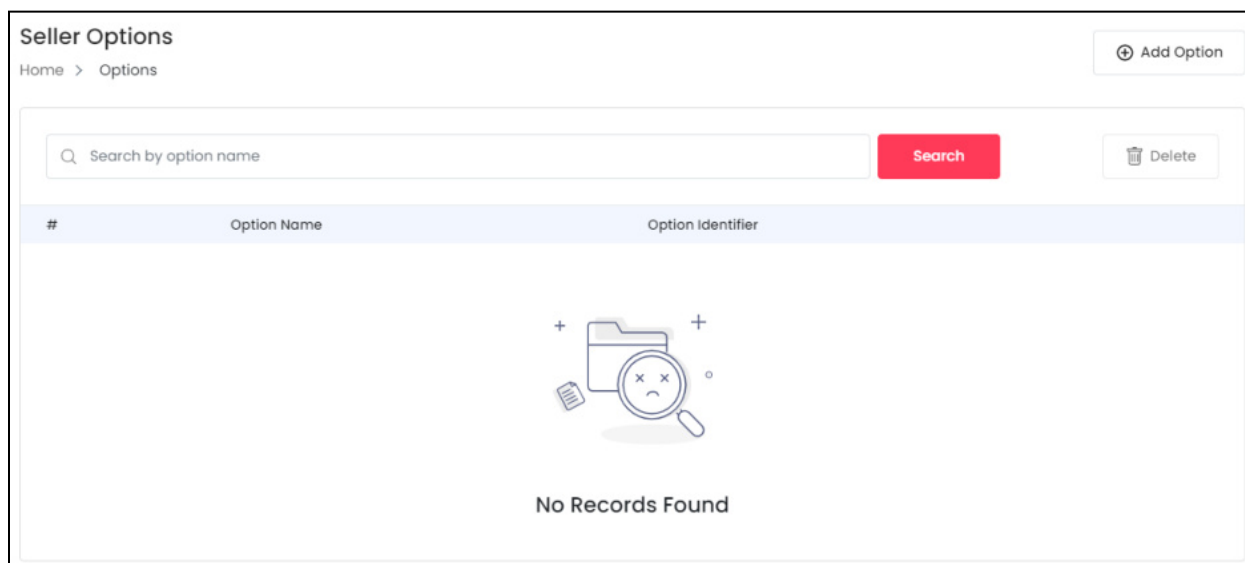 Seller Options
Add Option
Home > Options
Search by option name
Search
Delete
# Option Name Option Identifier
No Records Found